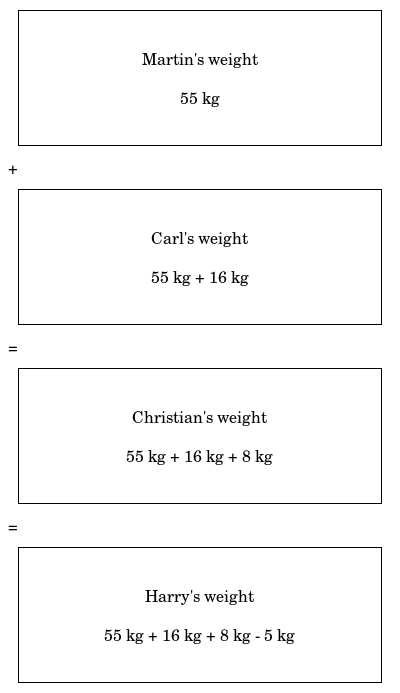 Martin's weight
55 kg
+
Carl's weight
55 kg + 16 kg
=
Christian's weight
55 kg + 16 kg + 8 kg
=
Harry's weight
55 kg + 16 kg + 8 kg - 5 kg